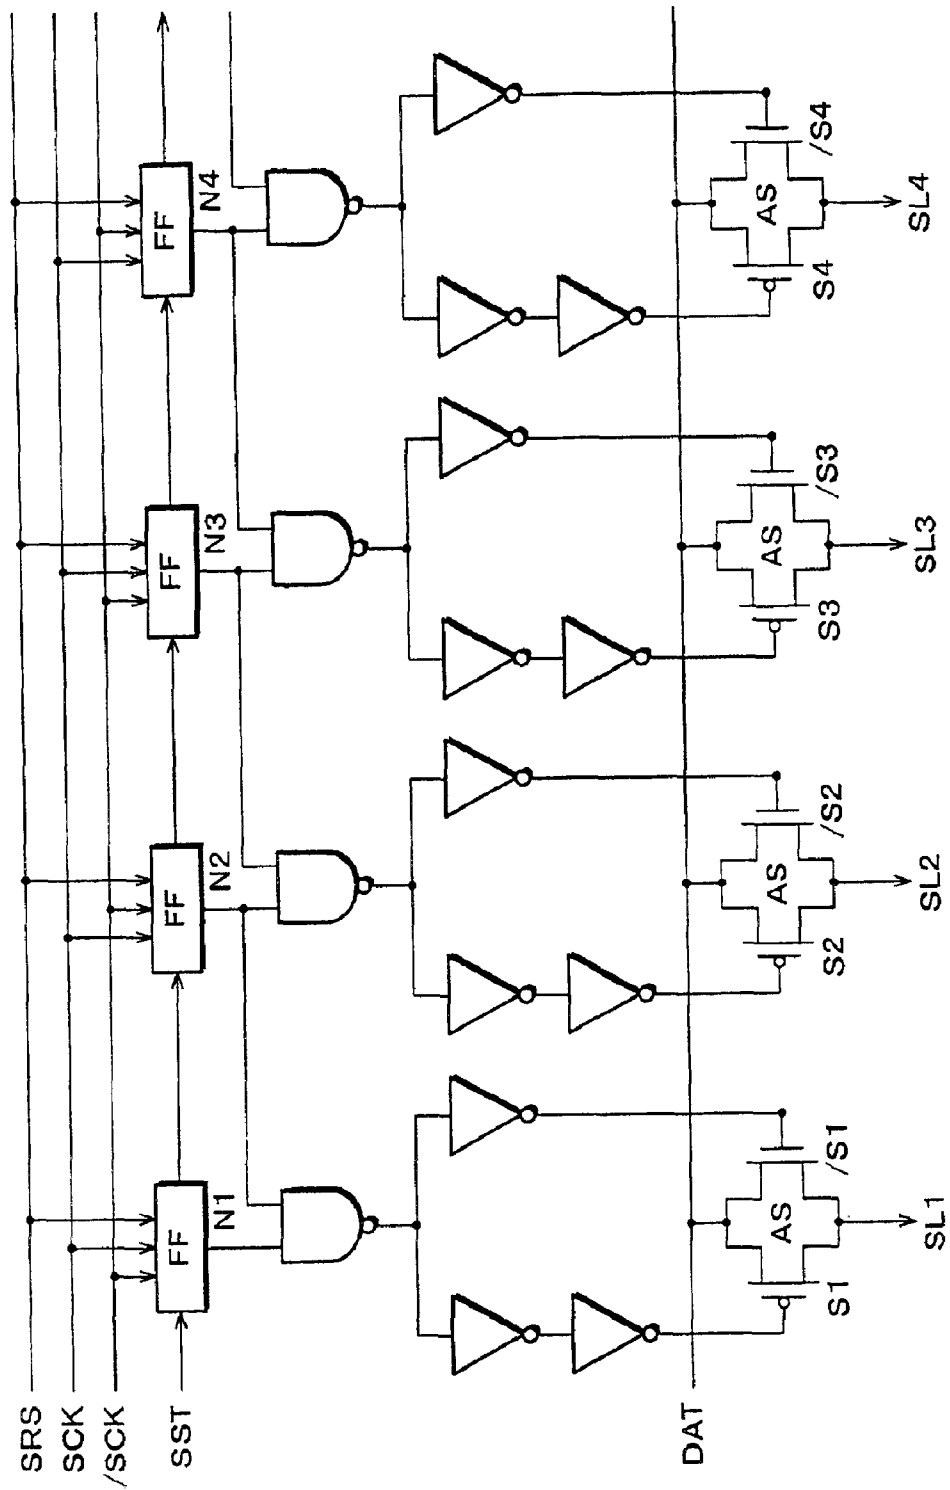 SRS
SCK
/SCK
SST
FF
FF
FF
FF
N1
N2
N3
N4
DAT
AS
AS
AS
AS
S1
/S1
S2
/S2
S3
/S3
S4
/S4
SL1
SL2
SL3
SL4